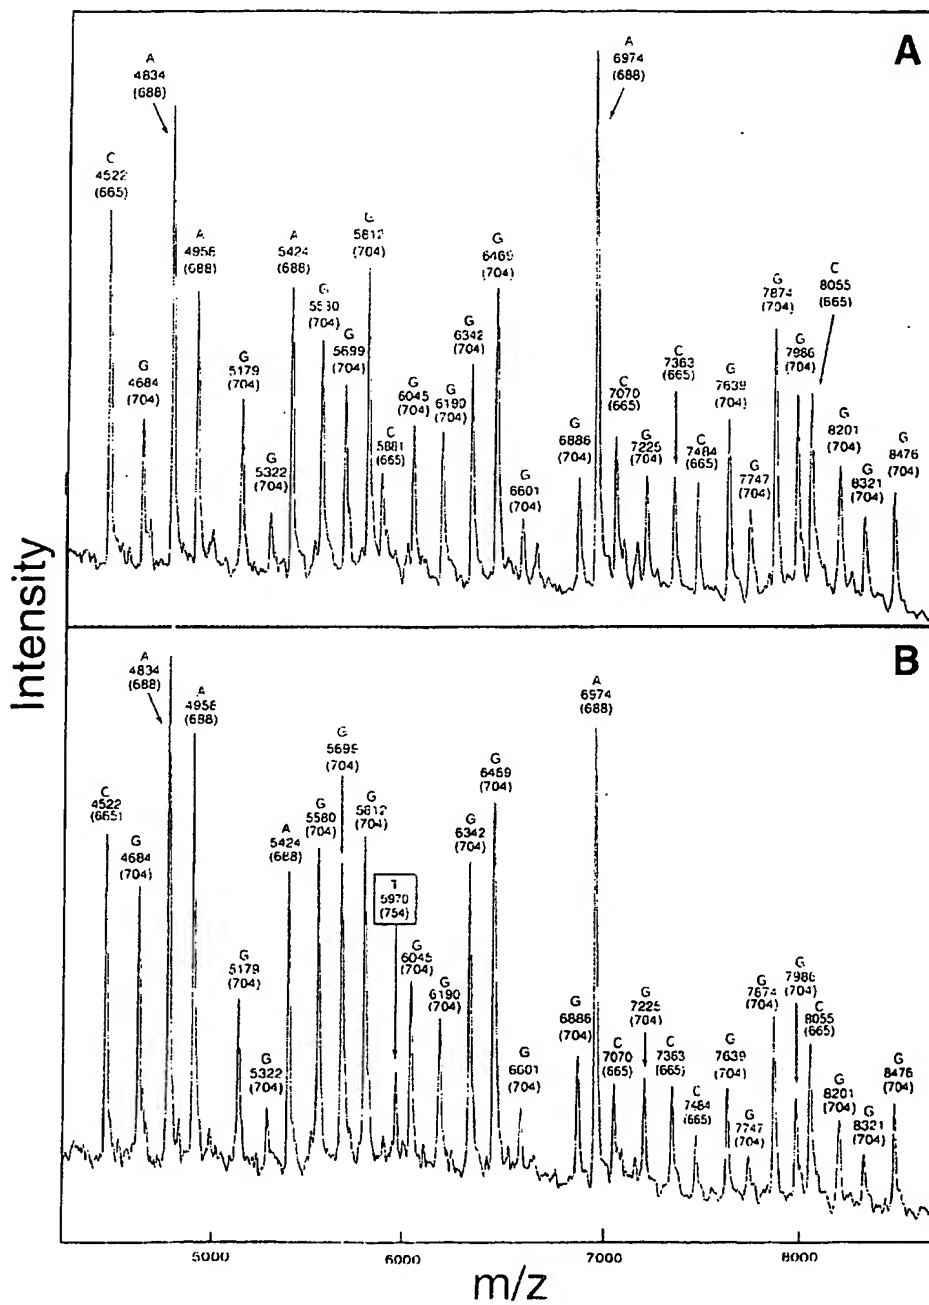 A
A
4834
(688)
A
6974
(688)
C
4522
(665)
A
4956
(688)
A
5424
(688)
G
(704)
G
5812
(704)
G
6469
(704)
G
7874
(704)
C
8055
(665)
G
4684
(704)
G
5179
(704)
G
5322
(704)
G
5699
(704)
C
5881
(665)
G
6045
(704)
G
6190
(704)
G
6342
(704)
G
6601
(704)
G
6886
(704)
C
7070
(665)
G
7225
(704)
C
7363
(665)
C
7484
(665)
G
7639
(704)
G
7747
(704)
G
7986
(704)
G
8201
(704)
G
8321
(704)
G
8476
(704)
Intensity
B
A
4834
(688)
A
4956
(688)
A
6974
(688)
C
4522
(665)
G
4684
(704)
G
5179
(704)
G
5322
(704)
A
5424
(688)
G
5580
(704)
G
5699
(704)
G
5812
(704)
T
5970
(754)
G
6045
(704)
G
6190
(704)
G
6342
(704)
G
6469
(704)
G
6601
(704)
G
6886
(704)
C
7070
(665)
G
7225
(704)
C
7363
(665)
C
7484
(665)
G
7639
(704)
G
7747
(704)
G
7874
(704)
G
7986
(704)
C
8055
(665)
G
8201
(704)
G
8321
(704)
G
8476
(704)
5000 6000 7000 8000
m/z